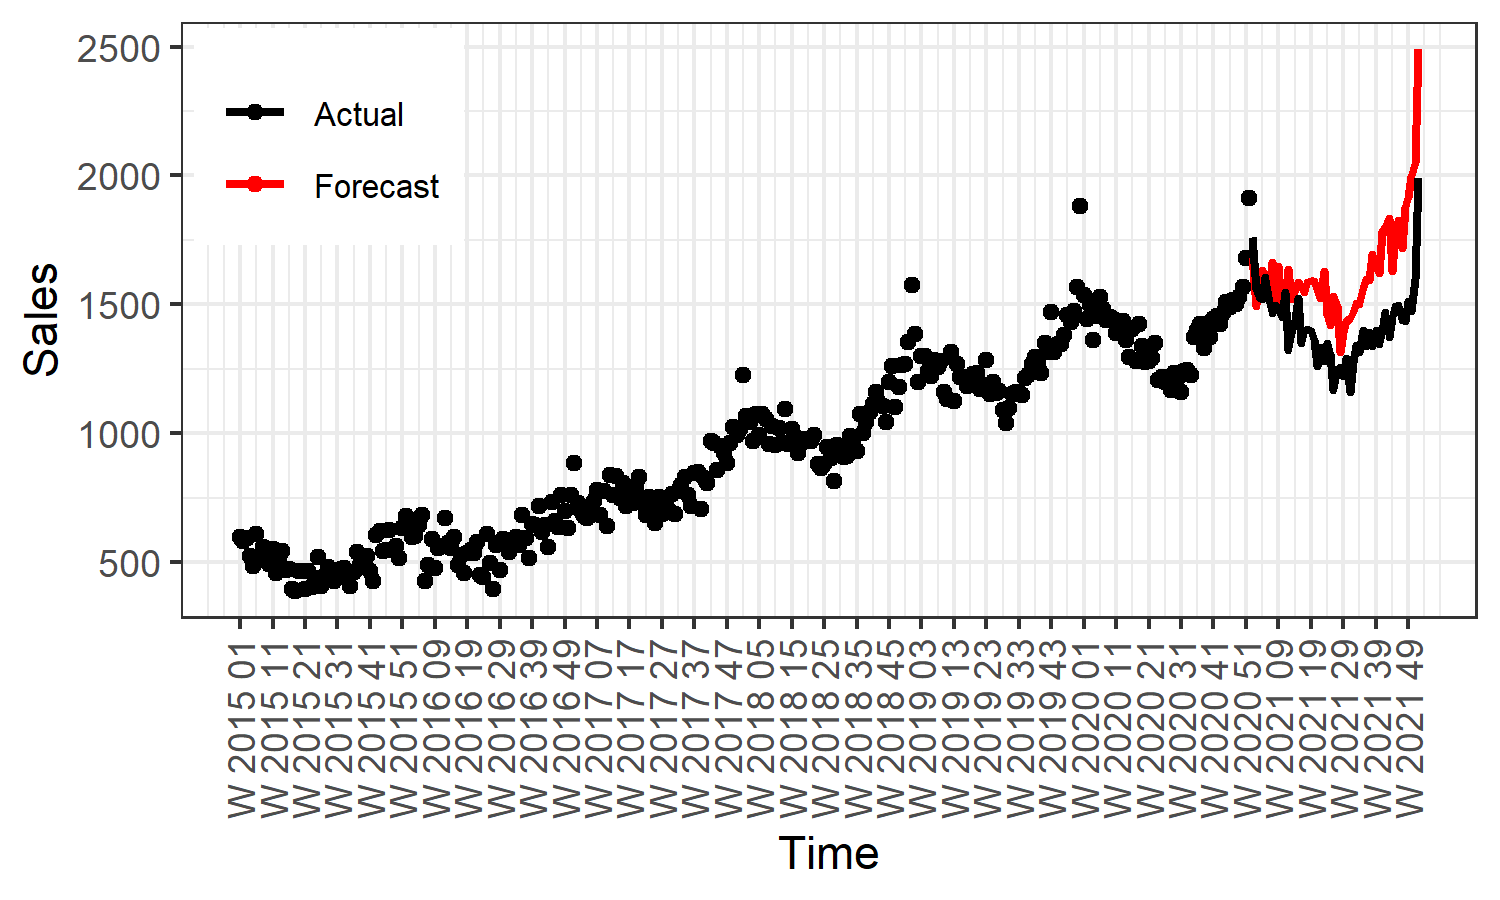 2500
2000
1500
1000
500
Sales
Actual
Forecast
W 2015 01
W 2015 11
W 2015 21
W 2015 31
W 2015 41
W 2015 51
W 2016 09
W 2016 19
W 2016 29
W 2016 39
W 2016 49
W 2017 07
W 2017 17
W 2017 27
W 2017 37
W 2017 47
W 2018 05
W 2018 15
W 2018 25
W 2018 35
W 2018 45
W 2019 03
W 2019 13
W 2019 23
W 2019 33
W 2019 43
W 2020 01
W 2020 11
W 2020 21
W 2020 31
W 2020 41
W 2020 51
W 2021 09
W 2021 19
W 2021 29
W 2021 39
W 2021 49
Time